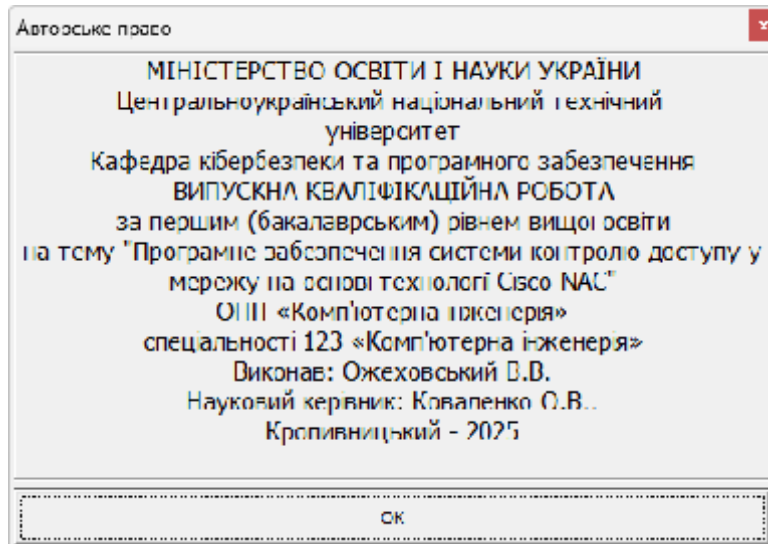 Авторське право
МІНІСТЕРСТВО ОСВІТИ І НАУКИ УКРАЇНИ
Центральноукраїнський національний технічний
університет
Кафедра кібербезпеки та програмного забезпечення
ВИПУСКНА КВАЛІФІКАЦІЙНА РОБОТА
за першим (бакалаврським) рівнем вищої освіти
на тему "Програмне забезпечення системи контролю доступу у
мережу на основі технології Cisco NAC"
ОПП «Комп'ютерна інженерія»
спеціальності 123 «Комп'ютерна інженерія»
Виконав: Ожеховський В.В.
Науковий керівник: Коваленко О.В..
Кропивницький - 2025
ОК